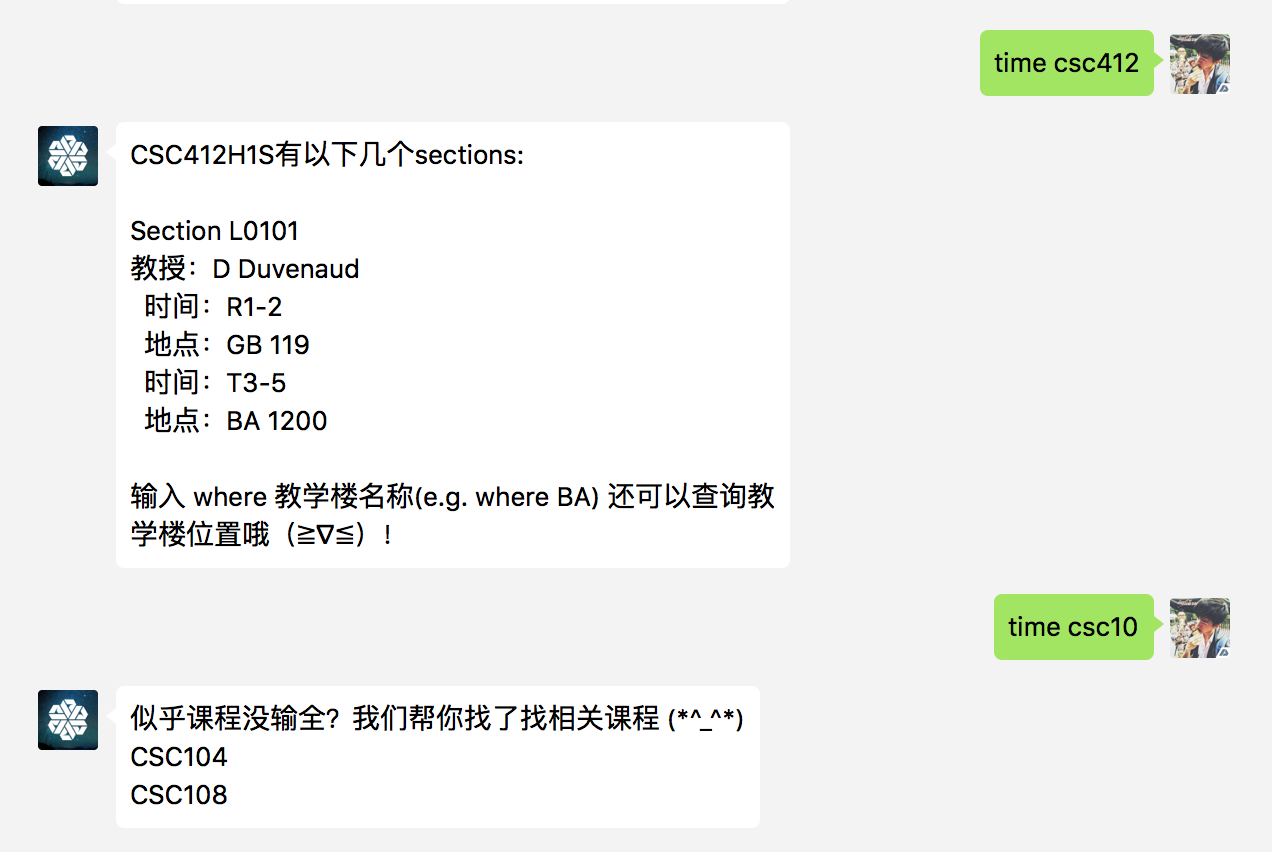 time csc412
CSC412H1S有以下几个sections:
Section L0101
教授：D Duvenaud
时间：R1-2
地点：GB 119
时间：T3-5
地点：BA 1200
输入 where 教学楼名称(e.g. where BA) 还可以查询教
学楼位置哦（≧∇≦）！
time csc10
似乎课程没输全？我们帮你找了找相关课程 (*^_^*)
CSC104
CSC108